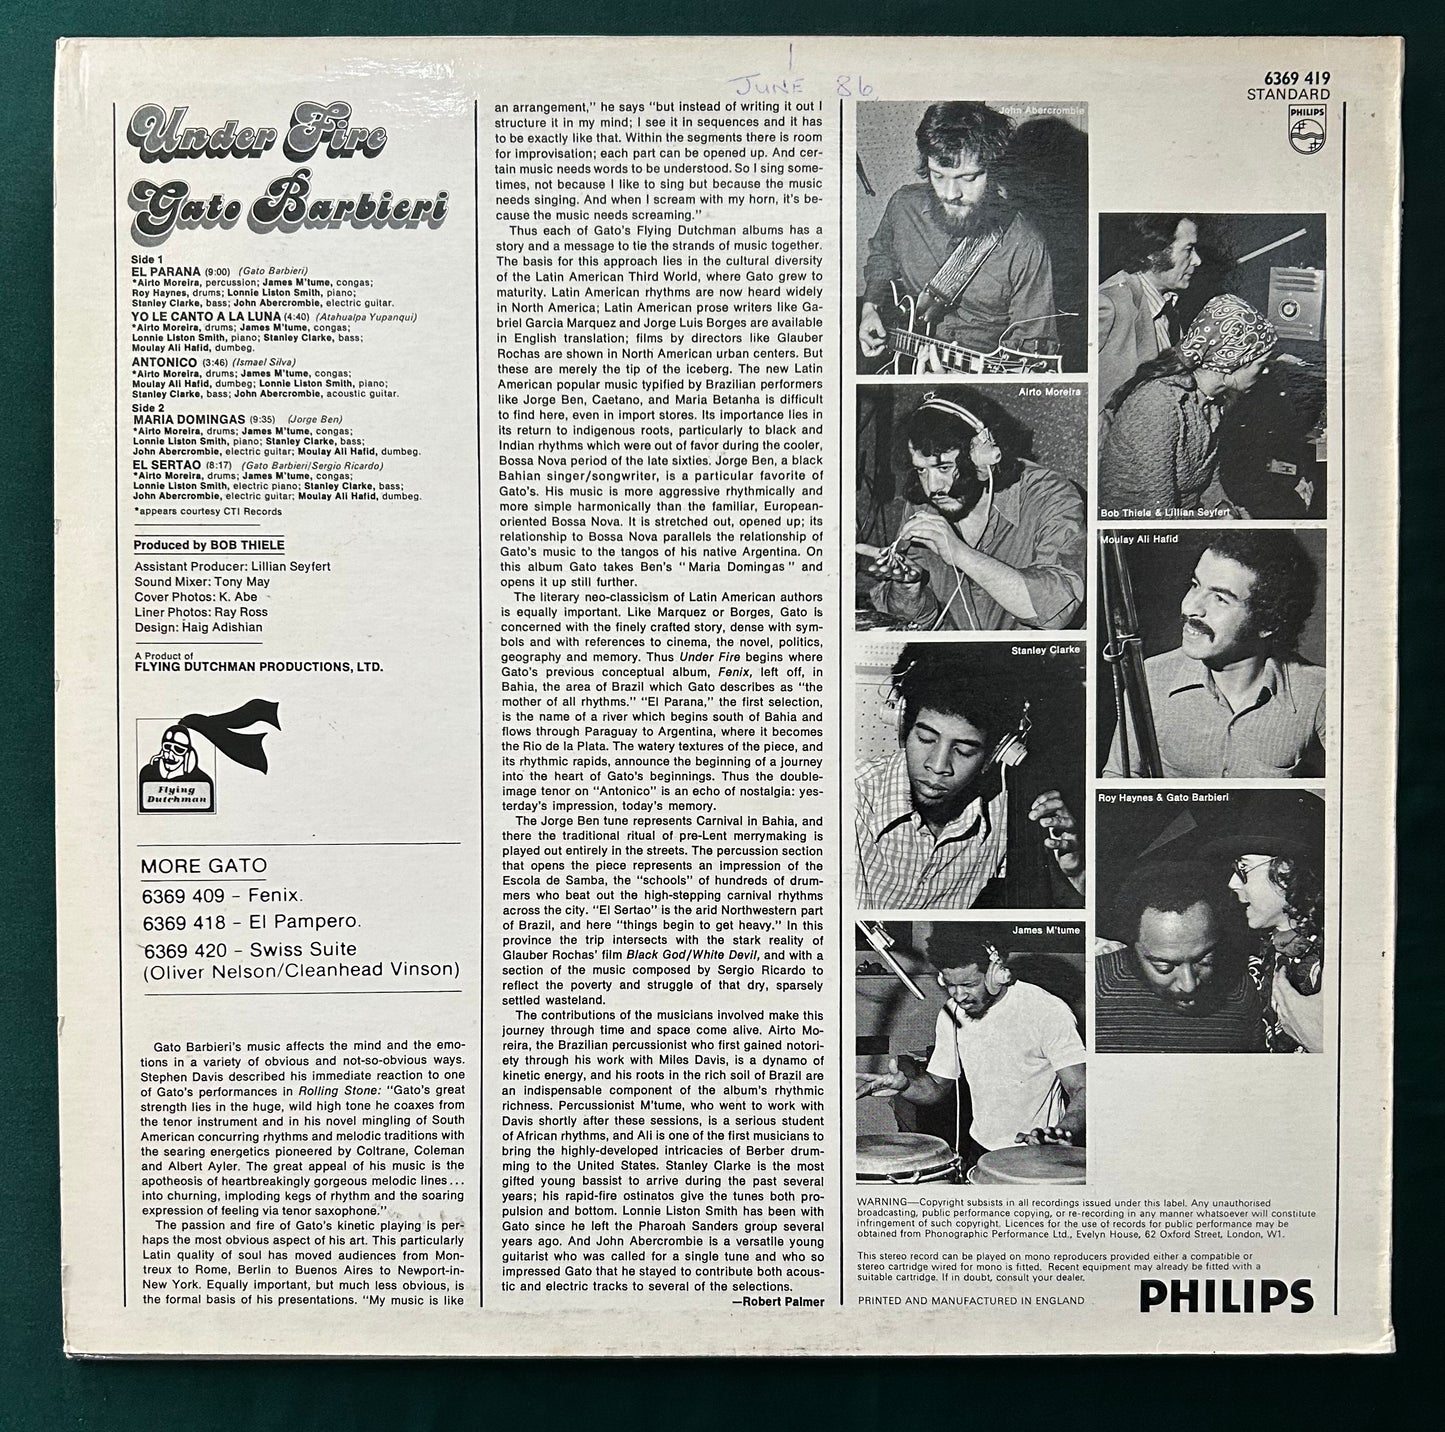 JUNE 86
6369 419
STANDARD
PHILIPS
Under Fire
Gato Barbieri
Side 1
EL PARANA (9:00) (Gato Barbieri)
*Airto Moreira, percussion; James M'tume, congas;
Roy Haynes, drums; Lonnie Liston Smith, piano;
Stanley Clarke, bass; John Abercrombie, electric guitar.
YO LE CANTO A LA LUNA (4:40) (Atahualpa Yupanqui)
*Airto Moreira, drums; James M'tume, congas;
Lonnie Liston Smith, piano; Stanley Clarke, bass;
Moulay Ali Hafid, dumbeg.
ANTONICO (3:46) (Ismael Silva)
*Airto Moreira, drums; James M'tume, congas;
Moulay Ali Hafid, dumbeg; Lonnie Liston Smith, piano;
Stanley Clarke, bass; John Abercrombie, acoustic guitar.
Side 2
MARIA DOMINGAS (9:35) (Jorge Ben)
*Airto Moreira, drums; James M'tume, congas;
Lonnie Liston Smith, piano; Stanley Clarke, bass;
John Abercrombie, electric guitar; Moulay Ali Hafid, dumbeg.
EL SERTAO (8:17) (Gato Barbieri/Sergio Ricardo)
*Airto Moreira, drums; James M'tume, congas;
Lonnie Liston Smith, electric piano; Stanley Clarke, bass;
John Abercrombie, electric guitar; Moulay Ali Hafid, dumbeg.
*appears courtesy CTI Records
Produced by BOB THIELE
Assistant Producer: Lillian Seyfert
Sound Mixer: Tony May
Cover Photos: K. Abe
Liner Photos: Ray Ross
Design: Haig Adishian
A Product of
FLYING DUTCHMAN PRODUCTIONS, LTD.
Flying
Dutchman
MORE GATO
6369 409 – Fenix.
6369 418 – El Pampero.
6369 420 – Swiss Suite
(Oliver Nelson/Cleanhead Vinson)
Gato Barbieri's music affects the mind and the emo-
tions in a variety of obvious and not-so-obvious ways.
Stephen Davis described his immediate reaction to one
of Gato's performances in Rolling Stone: "Gato's great
strength lies in the huge, wild high tone he coaxes from
the tenor instrument and in his novel mingling of South
American concurring rhythms and melodic traditions with
the searing energetics pioneered by Coltrane, Coleman
and Albert Ayler. The great appeal of his music is the
apotheosis of heartbreakingly gorgeous melodic lines...
into churning, imploding kegs of rhythm and the soaring
expression of feeling via tenor saxophone."
The passion and fire of Gato's kinetic playing is per-
haps the most obvious aspect of his art. This particularly
Latin quality of soul has moved audiences from Mon-
treux to Rome, Berlin to Buenos Aires to Newport-in-
New York. Equally important, but much less obvious, is
the formal basis of his presentations. "My music is like
an arrangement," he says "but instead of writing it out I
structure it in my mind; I see it in sequences and it has
to be exactly like that. Within the segments there is room
for improvisation; each part can be opened up. And cer-
tain music needs words to be understood. So I sing some-
times, not because I like to sing but because the music
needs singing. And when I scream with my horn, it's be-
cause the music needs screaming."
Thus each of Gato's Flying Dutchman albums has a
story and a message to tie the strands of music together.
The basis for this approach lies in the cultural diversity
of the Latin American Third World, where Gato grew to
maturity. Latin American rhythms are now heard widely
in North America; Latin American prose writers like Ga-
briel Garcia Marquez and Jorge Luis Borges are available
in English translation; films by directors like Glauber
Rochas are shown in North American urban centers. But
these are merely the tip of the iceberg. The new Latin
American popular music typified by Brazilian performers
like Jorge Ben, Caetano, and Maria Betanha is difficult
to find here, even in import stores. Its importance lies in
its return to indigenous roots, particularly to black and
Indian rhythms which were out of favor during the cooler,
Bossa Nova period of the late sixties. Jorge Ben, a black
Bahian singer/songwriter, is a particular favorite of
Gato's. His music is more aggressive rhythmically and
more simple harmonically than the familiar, European-
oriented Bossa Nova. It is stretched out, opened up; its
relationship to Bossa Nova parallels the relationship of
Gato's music to the tangos of his native Argentina. On
this album Gato takes Ben's "Maria Domingas" and
opens it up still further.
The literary neo-classicism of Latin American authors
is equally important. Like Marquez or Borges, Gato is
concerned with the finely crafted story, dense with sym-
bols and with references to cinema, the novel, politics,
geography and memory. Thus Under Fire begins where
Gato's previous conceptual album, Fenix, left off, in
Bahia, the area of Brazil which Gato describes as "the
mother of all rhythms." "El Parana," the first selection,
is the name of a river which begins south of Bahia and
flows through Paraguay to Argentina, where it becomes
the Rio de la Plata. The watery textures of the piece, and
its rhythmic rapids, announce the beginning of a journey
into the heart of Gato's beginnings. Thus the double-
image tenor on "Antonico" is an echo of nostalgia: yes-
terday's impression, today's memory.
The Jorge Ben tune represents Carnival in Bahia, and
there the traditional ritual of pre-Lent merrymaking is
played out entirely in the streets. The percussion section
that opens the piece represents an impression of the
Escola de Samba, the "schools" of hundreds of drum-
mers who beat out the high-stepping carnival rhythms
across the city. "El Sertao" is the arid Northwestern part
of Brazil, and here "things begin to get heavy." In this
province the trip intersects with the stark reality of
Glauber Rochas' film Black God/White Devil, and with a
section of the music composed by Sergio Ricardo to
reflect the poverty and struggle of that dry, sparsely
settled wasteland.
The contributions of the musicians involved make this
journey through time and space come alive. Airto Mo-
reira, the Brazilian percussionist who first gained notori-
ety through his work with Miles Davis, is a dynamo of
kinetic energy, and his roots in the rich soil of Brazil are
an indispensable component of the album's rhythmic
richness. Percussionist M'tume, who went to work with
Davis shortly after these sessions, is a serious student
of African rhythms, and Ali is one of the first musicians to
bring the highly-developed intricacies of Berber drum-
ming to the United States. Stanley Clarke is the most
gifted young bassist to arrive during the past several
years; his rapid-fire ostinatos give the tunes both pro-
pulsion and bottom. Lonnie Liston Smith has been with
Gato since he left the Pharoah Sanders group several
years ago. And John Abercrombie is a versatile young
guitarist who was called for a single tune and who so
impressed Gato that he stayed to contribute both acous-
tic and electric tracks to several of the selections.
—Robert Palmer
John Abercrombie
Airto Moreira
Stanley Clarke
James M'tume
Bob Thiele & Lillian Seyfert
Moulay Ali Hafid
Roy Haynes & Gato Barbieri
WARNING—Copyright subsists in all recordings issued under this label. Any unauthorised
broadcasting, public performance copying, or re-recording in any manner whatsoever will constitute
infringement of such copyright. Licences for the use of records for public performance may be
obtained from Phonographic Performance Ltd., Evelyn House, 62 Oxford Street, London, W1.
This stereo record can be played on mono reproducers provided either a compatible or
stereo cartridge wired for mono is fitted. Recent equipment may already be fitted with a
suitable cartridge. If in doubt, consult your dealer.
PRINTED AND MANUFACTURED IN ENGLAND
PHILIPS